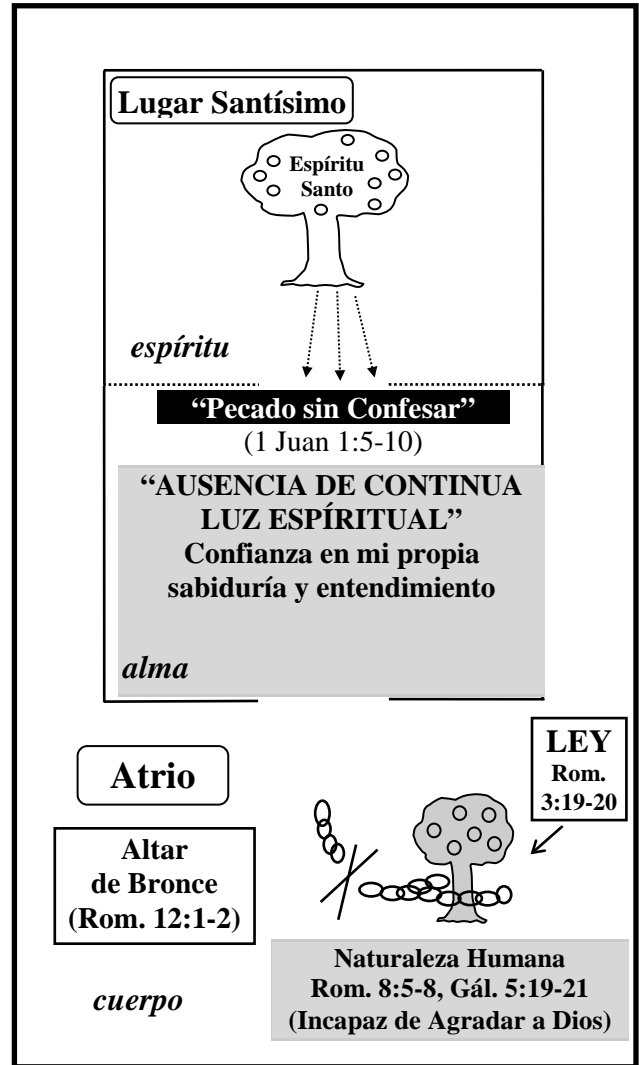 Lugar Santísimo
Espíritu
Santo
espíritu
“Pecado sin Confesar”
(1 Juan 1:5-10)
“AUSENCIA DE CONTINUA
LUZ ESPÍRITUAL”
Confianza en mi propia
sabiduría y entendimiento
alma
Atrio
LEY
Rom.
3:19-20
Altar
de Bronce
(Rom. 12:1-2)
cuerpo
Naturaleza Humana
Rom. 8:5-8, Gál. 5:19-21
(Incapaz de Agradar a Dios)